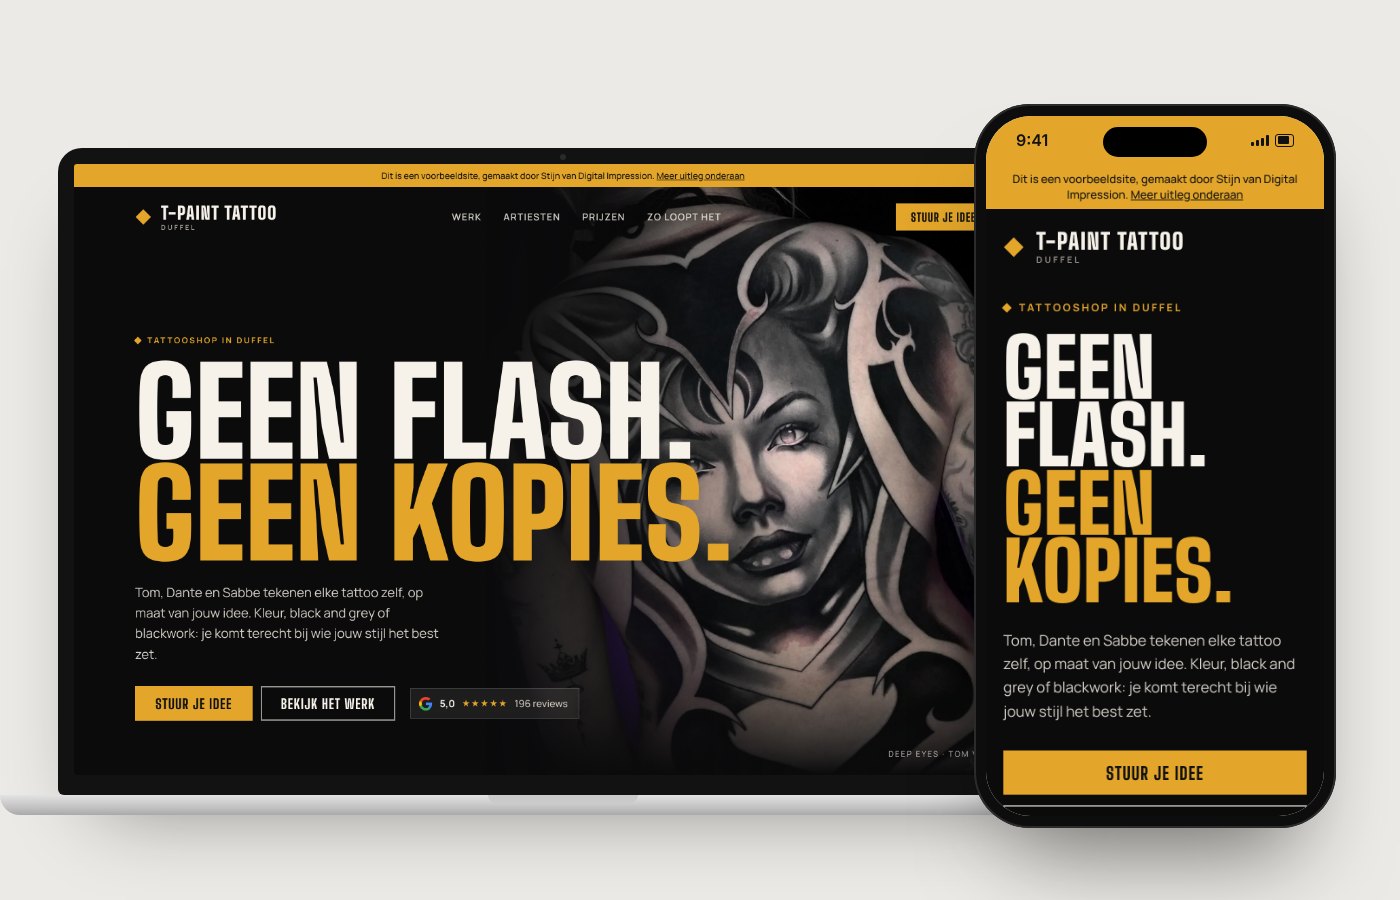 Dit is een voorbeeldsite, gemaakt door Stijn van Digital Impression. Meer uitleg onderaan
T-PAINT TATTOO
DUFFEL
WERK ARTIESTEN PRIJZEN ZO LOOPT HET
STUUR JE IDEE
TATTOOSHOP IN DUFFEL
GEEN FLASH.
GEEN KOPIES.
Tom, Dante en Sabbe tekenen elke tattoo zelf, op
maat van jouw idee. Kleur, black and grey of
blackwork: je komt terecht bij wie jouw stijl het best
zet.
STUUR JE IDEE
BEKIJK HET WERK
5,0 ★★★★★ 196 reviews
DEEP EYES · TOM
9:41
Dit is een voorbeeldsite, gemaakt door Stijn van Digital
Impression. Meer uitleg onderaan
T-PAINT TATTOO
DUFFEL
TATTOOSHOP IN DUFFEL
GEEN
FLASH.
GEEN
KOPIES.
Tom, Dante en Sabbe tekenen elke tattoo
zelf, op maat van jouw idee. Kleur, black and
grey of blackwork: je komt terecht bij wie
jouw stijl het best zet.
STUUR JE IDEE